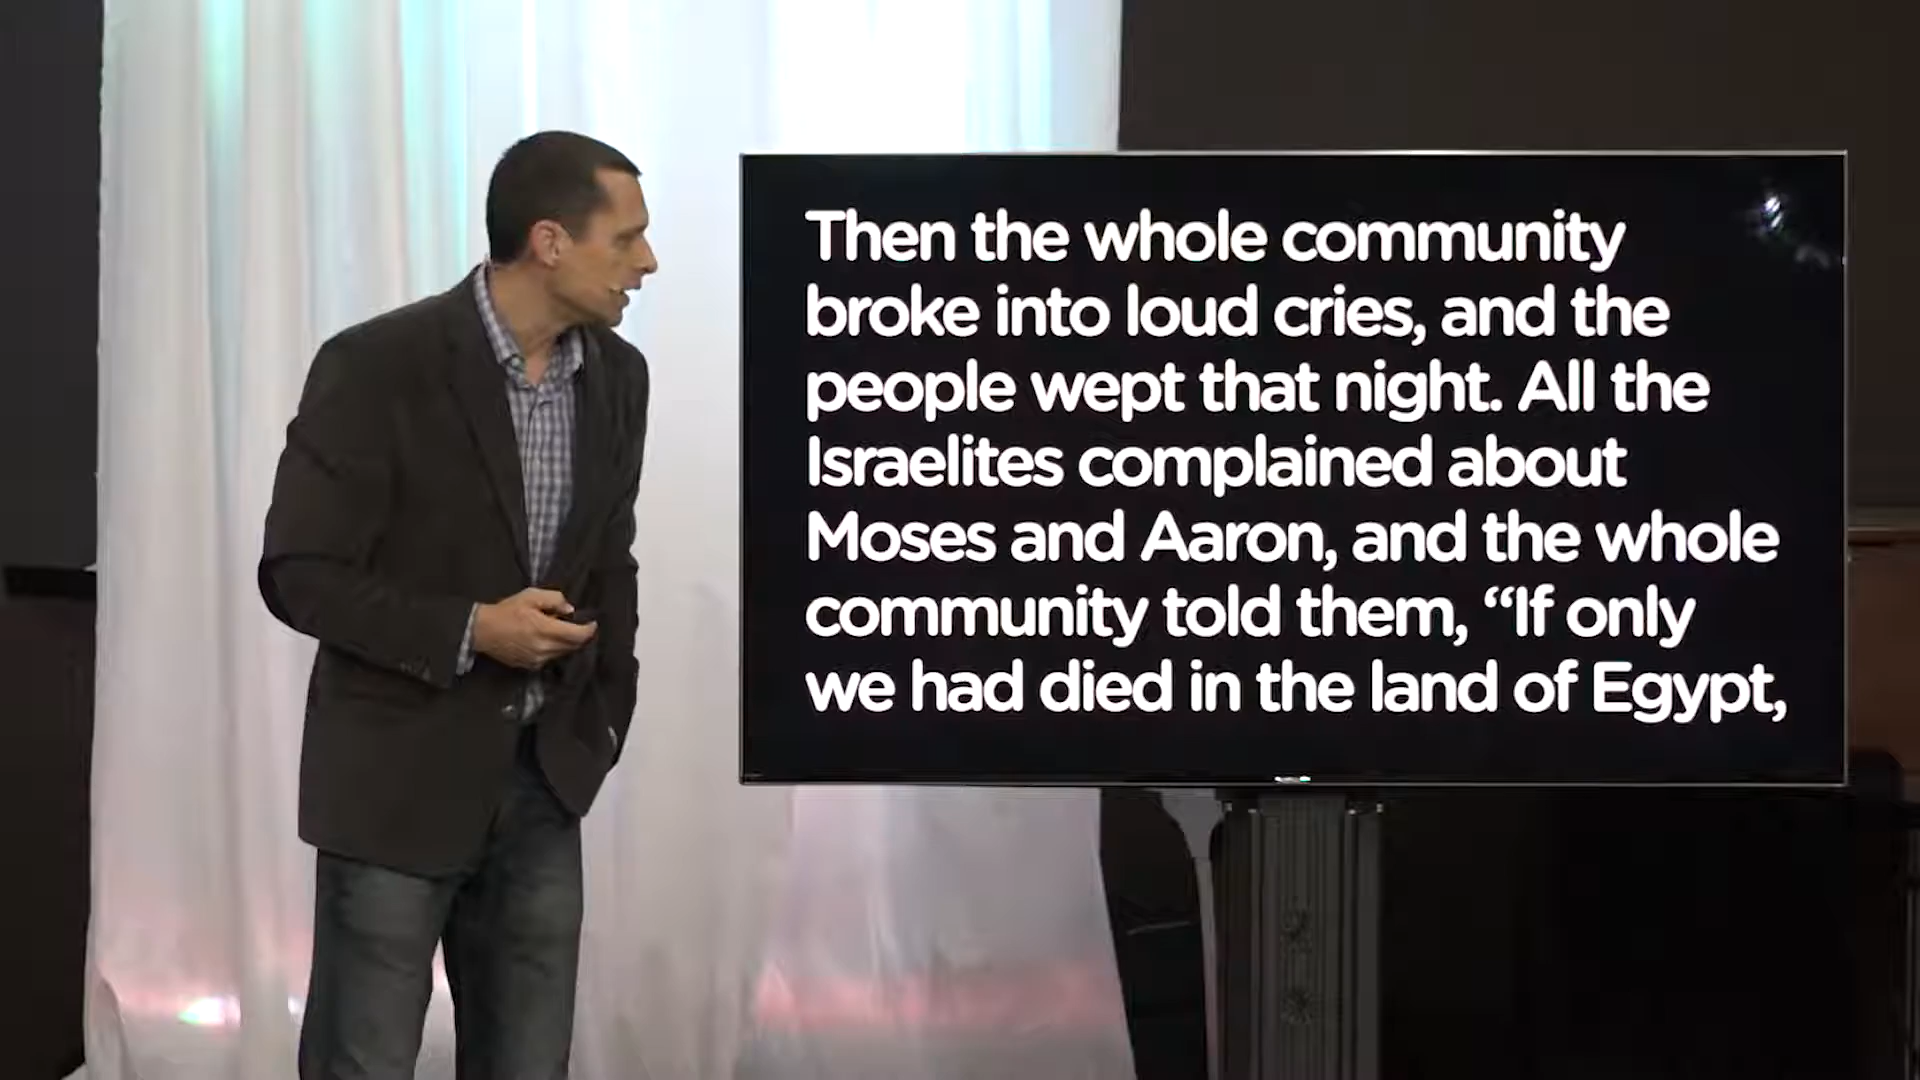 Then the whole community
broke into loud cries, and the
people wept that night. All the
Israelites complained about
Moses and Aaron, and the whole
community told them, “If only
we had died in the land of Egypt,